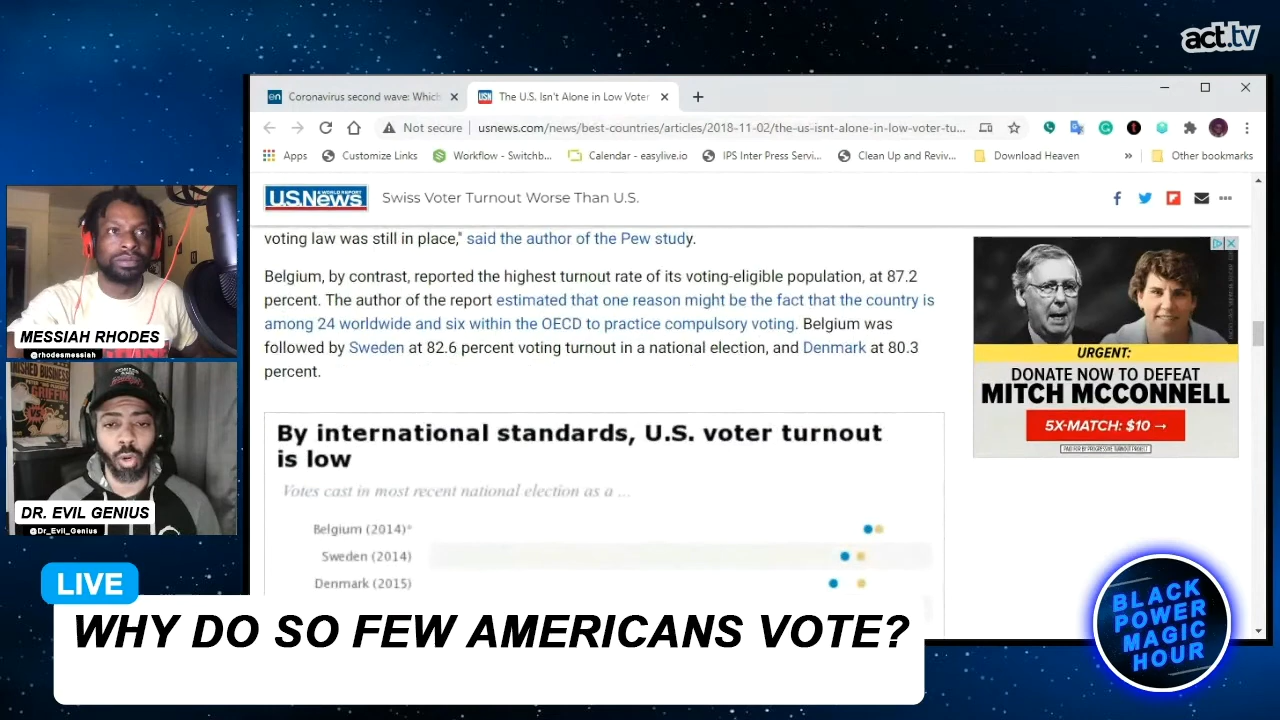 act.tv
Coronavirus second wave: Which
The U.S. Isn't Alone in Low Voter
Not secure
usnews.com/news/best-countries/articles/2018-11-02/the-us-isnt-alone-in-low-voter-tu...
Apps
Customize Links
Workflow - Switchb...
Calendar - easylive.io
IPS Inter Press Servi...
Clean Up and Reviv...
Download Heaven
»
Other bookmarks
U.S.News
& WORLD REPORT
Swiss Voter Turnout Worse Than U.S.
voting law was still in place," said the author of the Pew study.
Belgium, by contrast, reported the highest turnout rate of its voting-eligible population, at 87.2
percent. The author of the report estimated that one reason might be the fact that the country is
among 24 worldwide and six within the OECD to practice compulsory voting. Belgium was
followed by Sweden at 82.6 percent voting turnout in a national election, and Denmark at 80.3
percent.
By international standards, U.S. voter turnout
is low
Votes cast in most recent national election as a ...
Belgium (2014)*
Sweden (2014)
Denmark (2015)
URGENT:
DONATE NOW TO DEFEAT
MITCH MCCONNELL
5X-MATCH: $10 →
PAID FOR BY PROGRESSIVE TURNOUT PROJECT
MESSIAH RHODES
@rhodesmessiah
GRIFFIN
DR. EVIL GENIUS
@Dr_Evil_Genius
LIVE
WHY DO SO FEW AMERICANS VOTE?
BLACK
POWER
MAGIC
HOUR